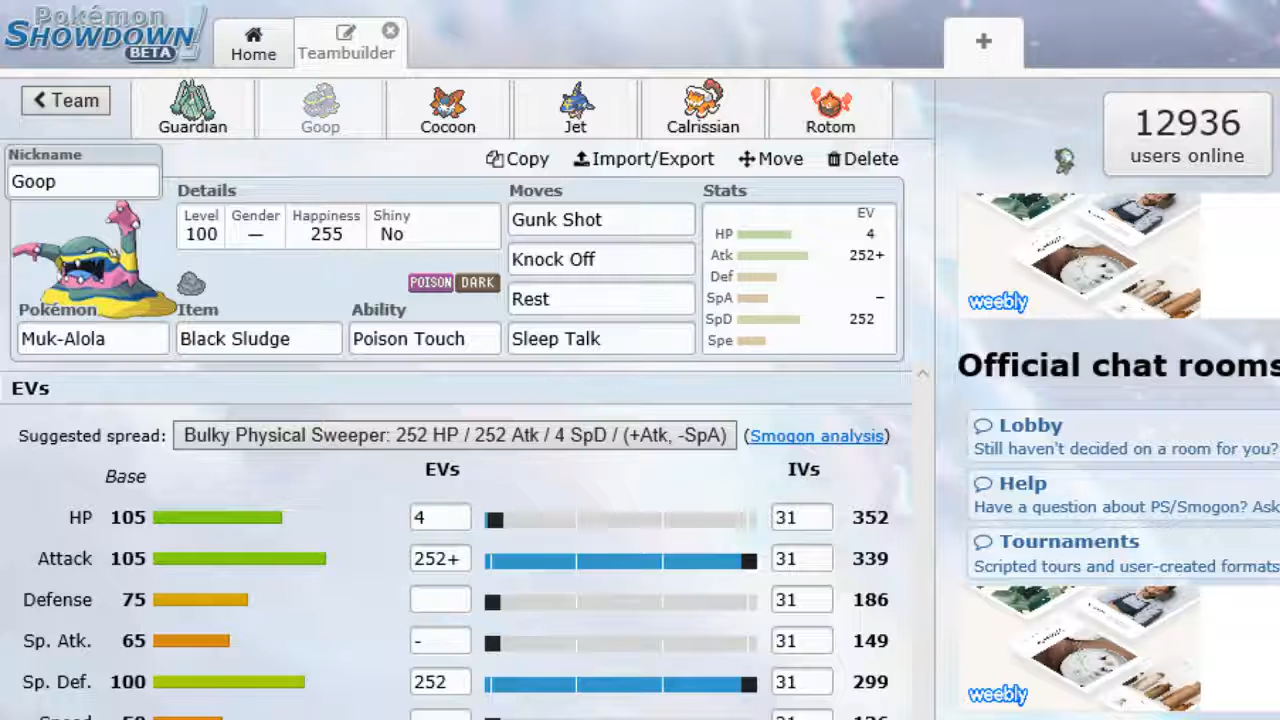 Pokémon
SHOWDOWN!
BETA
Home
Teambuilder
+
Team
Guardian
Goop
Cocoon
Jet
Calrissian
Rotom
12936
users online
Nickname
Goop
Copy
Import/Export
Move
Delete
Details
Moves
Stats
Level
Gender
Happiness
Shiny
100
—
255
No
Gunk Shot
Knock Off
Rest
Sleep Talk
EV
HP 4
Atk 252+
Def
SpA –
SpD 252
Spe
POISON DARK
Pokémon
Item
Ability
Muk-Alola
Black Sludge
Poison Touch
weebly
EVs
Official chat rooms
Suggested spread: Bulky Physical Sweeper: 252 HP / 252 Atk / 4 SpD / (+Atk, -SpA) (Smogon analysis)
Base EVs IVs
HP 105 4 31 352
Attack 105 252+ 31 339
Defense 75 31 186
Sp. Atk. 65 - 31 149
Sp. Def. 100 252 31 299
Lobby
Still haven't decided on a room for you?
Help
Have a question about PS/Smogon? Ask
Tournaments
Scripted tours and user-created formats
weebly